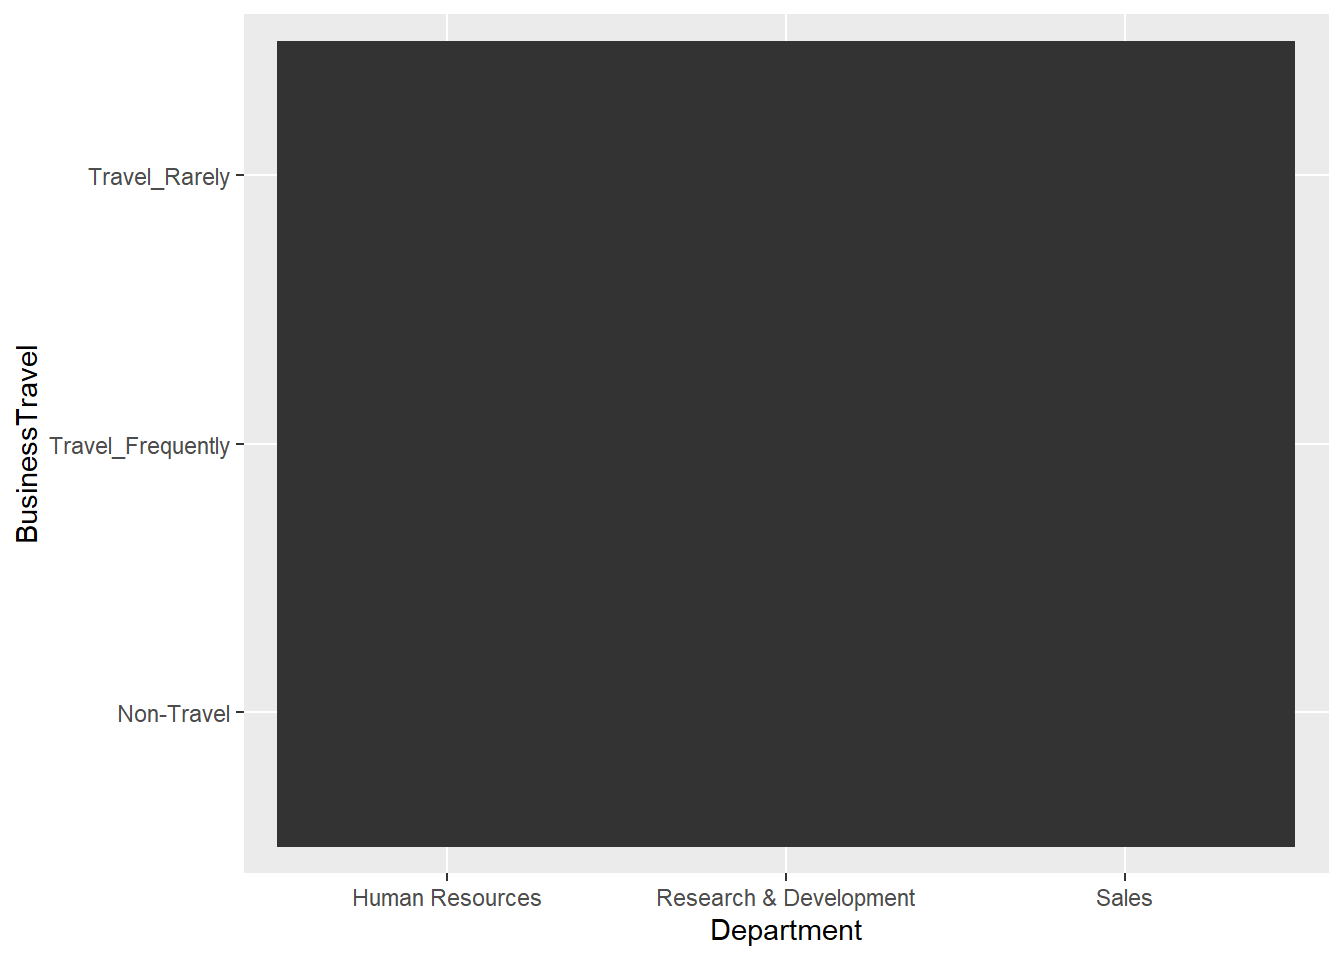 BusinessTravel
Travel_Rarely
Travel_Frequently
Non-Travel
Human Resources
Research & Development
Sales
Department